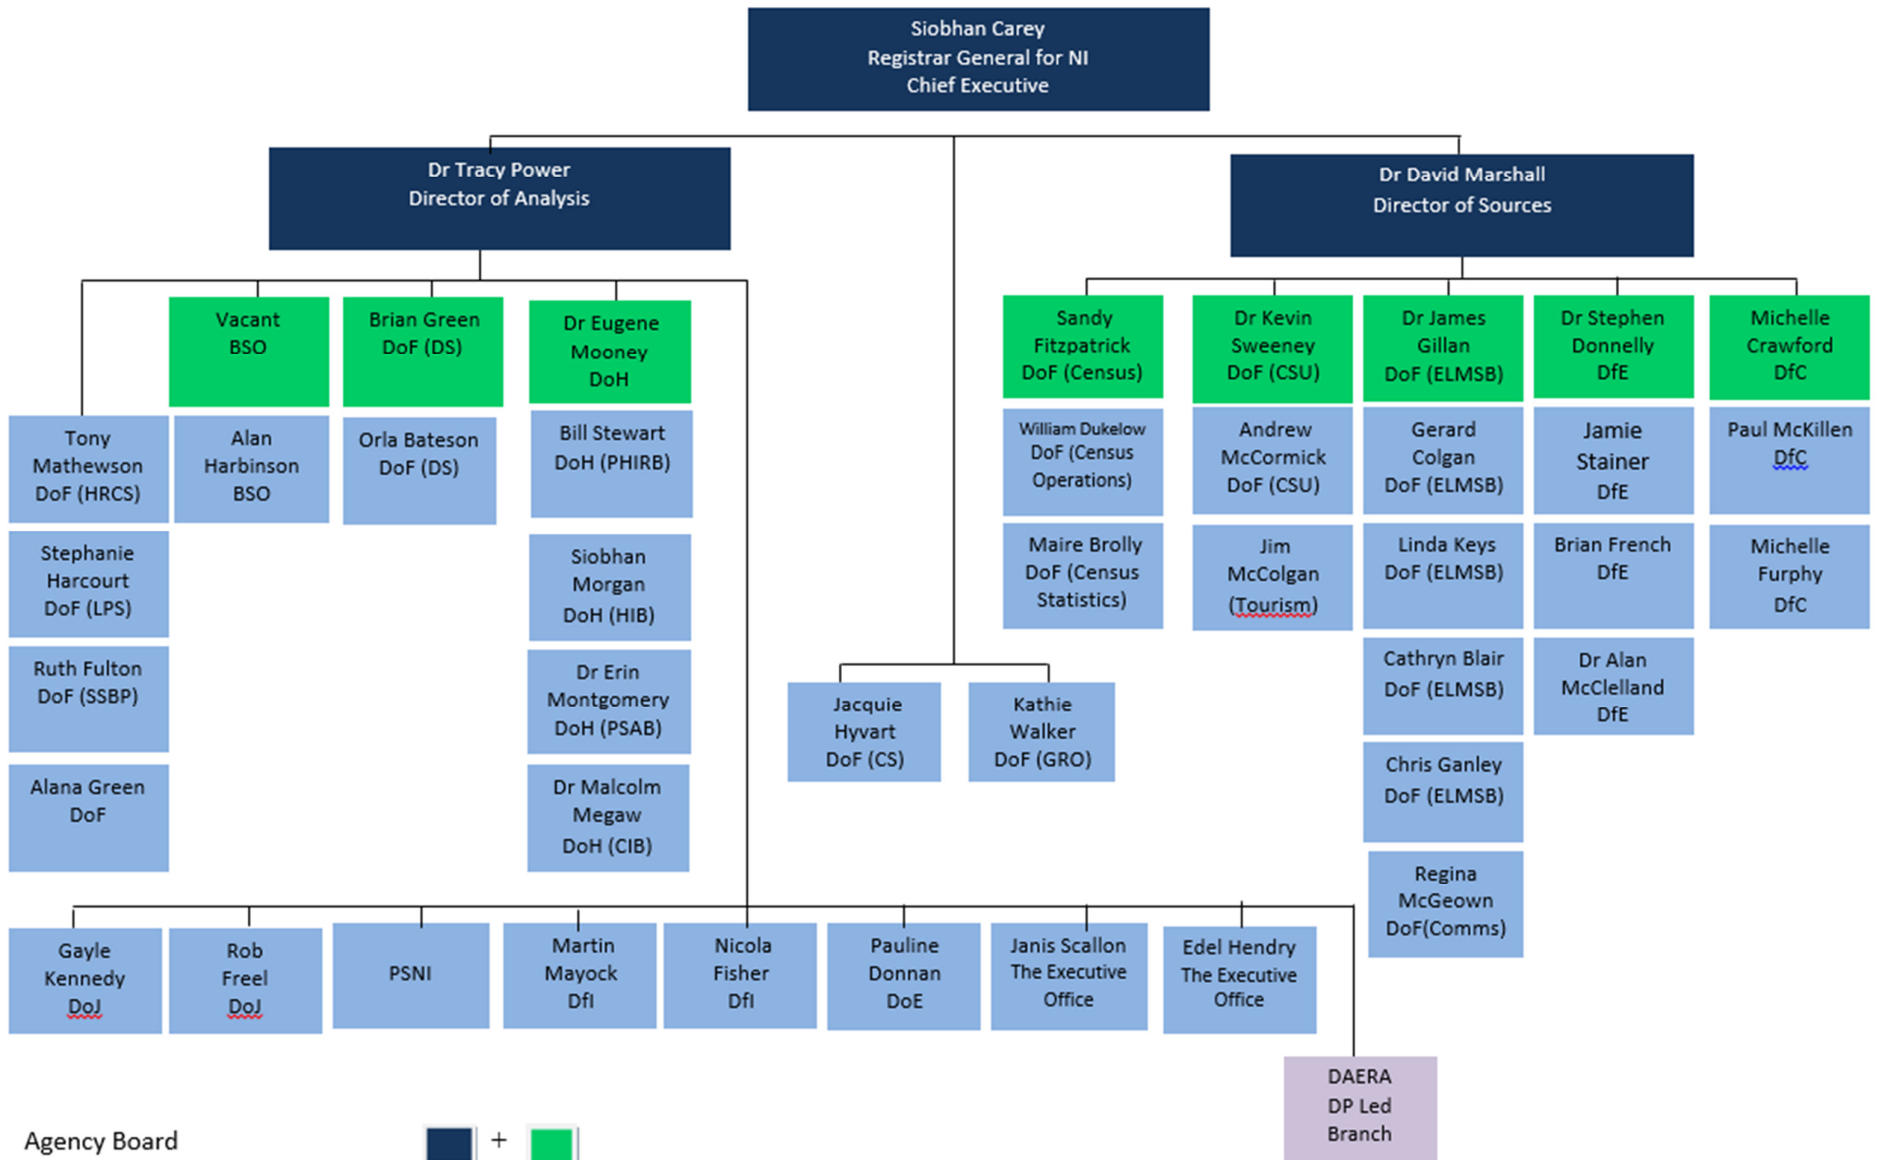 Siobhan Carey
Registrar General for NI
Chief Executive
Dr Tracy Power
Director of Analysis
Dr David Marshall
Director of Sources
Vacant
BSO
Brian Green
DoF (DS)
Dr Eugene
Mooney
DoH
Sandy
Fitzpatrick
DoF (Census)
Dr Kevin
Sweeney
DoF (CSU)
Dr James
Gillan
DoF (ELMSB)
Dr Stephen
Donnelly
DfE
Michelle
Crawford
DfC
Tony
Mathewson
DoF (HRCS)
Alan
Harbinson
BSO
Orla Bateson
DoF (DS)
Bill Stewart
DoH (PHIRB)
William Dukelow
DoF (Census
Operations)
Andrew
McCormick
DoF (CSU)
Gerard
Colgan
DoF (ELMSB)
Jamie
Stainer
DfE
Paul McKillen
DfC
Stephanie
Harcourt
DoF (LPS)
Siobhan
Morgan
DoH (HIB)
Maire Brolly
DoF (Census
Statistics)
Jim
McColgan
(Tourism)
Linda Keys
DoF (ELMSB)
Brian French
DfE
Michelle
Furphy
DfC
Ruth Fulton
DoF (SSBP)
Dr Erin
Montgomery
DoH (PSAB)
Jacquie
Hyvart
DoF (CS)
Kathie
Walker
DoF (GRO)
Cathryn Blair
DoF (ELMSB)
Dr Alan
McClelland
DfE
Alana Green
DoF
Dr Malcolm
Megaw
DoH (CIB)
Chris Ganley
DoF (ELMSB)
Regina
McGeown
DoF(Comms)
Gayle
Kennedy
DoJ
Rob
Freel
DoJ
PSNI
Martin
Mayock
DfI
Nicola
Fisher
DfI
Pauline
Donnan
DoE
Janis Scallon
The Executive
Office
Edel Hendry
The Executive
Office
DAERA
DP Led
Branch
Agency Board
+